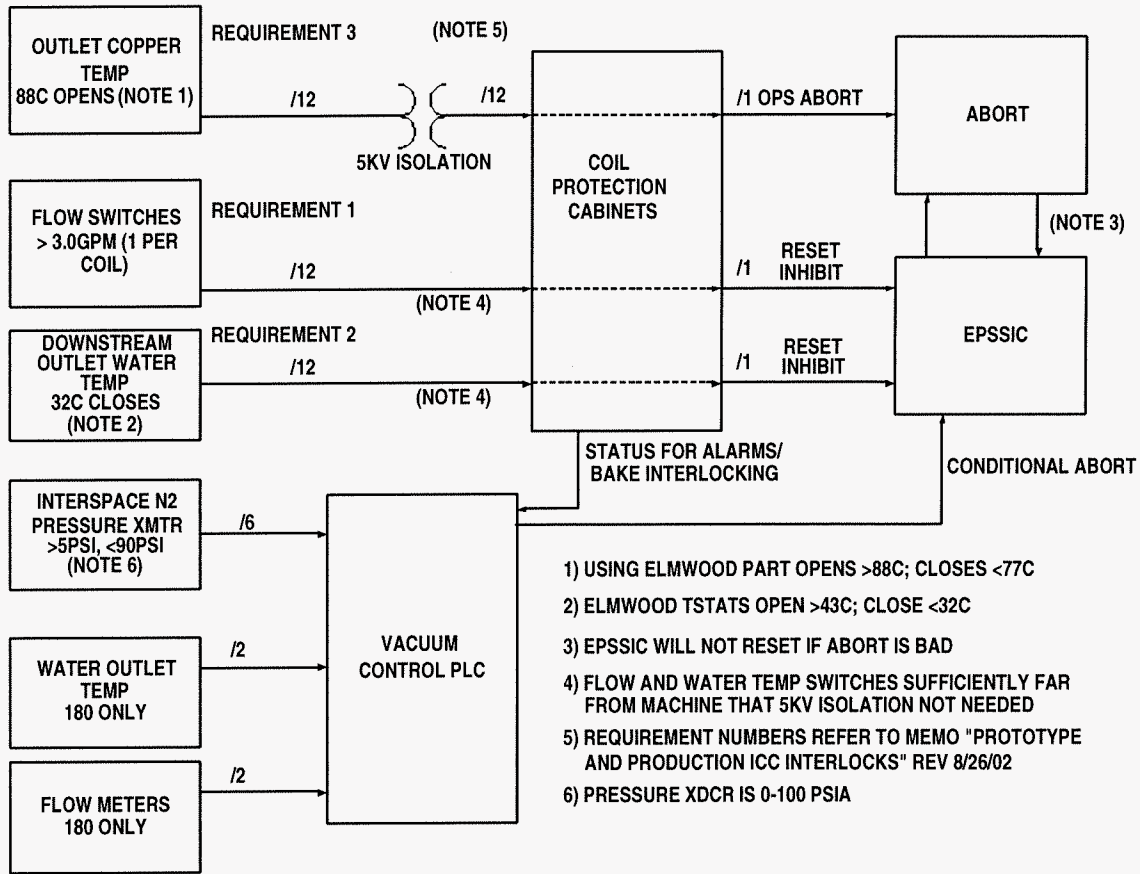 OUTLET COPPER
TEMP
88C OPENS (NOTE 1)
REQUIREMENT 3
(NOTE 5)
/12
/12
5KV ISOLATION
/1 OPS ABORT
ABORT
COIL
PROTECTION
CABINETS
FLOW SWITCHES
> 3.0GPM (1 PER
COIL)
REQUIREMENT 1
/12
(NOTE 4)
/1
RESET
INHIBIT
(NOTE 3)
EPSSIC
DOWNSTREAM
OUTLET WATER
TEMP
32C CLOSES
(NOTE 2)
REQUIREMENT 2
/12
(NOTE 4)
/1
RESET
INHIBIT
STATUS FOR ALARMS/
BAKE INTERLOCKING
CONDITIONAL ABORT
INTERSPACE N2
PRESSURE XMTR
>5PSI, <90PSI
(NOTE 6)
/6
VACUUM
CONTROL PLC
WATER OUTLET
TEMP
180 ONLY
/2
FLOW METERS
180 ONLY
/2
1) USING ELMWOOD PART OPENS >88C; CLOSES <77C
2) ELMWOOD TSTATS OPEN >43C; CLOSE <32C
3) EPSSIC WILL NOT RESET IF ABORT IS BAD
4) FLOW AND WATER TEMP SWITCHES SUFFICIENTLY FAR
FROM MACHINE THAT 5KV ISOLATION NOT NEEDED
5) REQUIREMENT NUMBERS REFER TO MEMO "PROTOTYPE
AND PRODUCTION ICC INTERLOCKS" REV 8/26/02
6) PRESSURE XDCR IS 0-100 PSIA